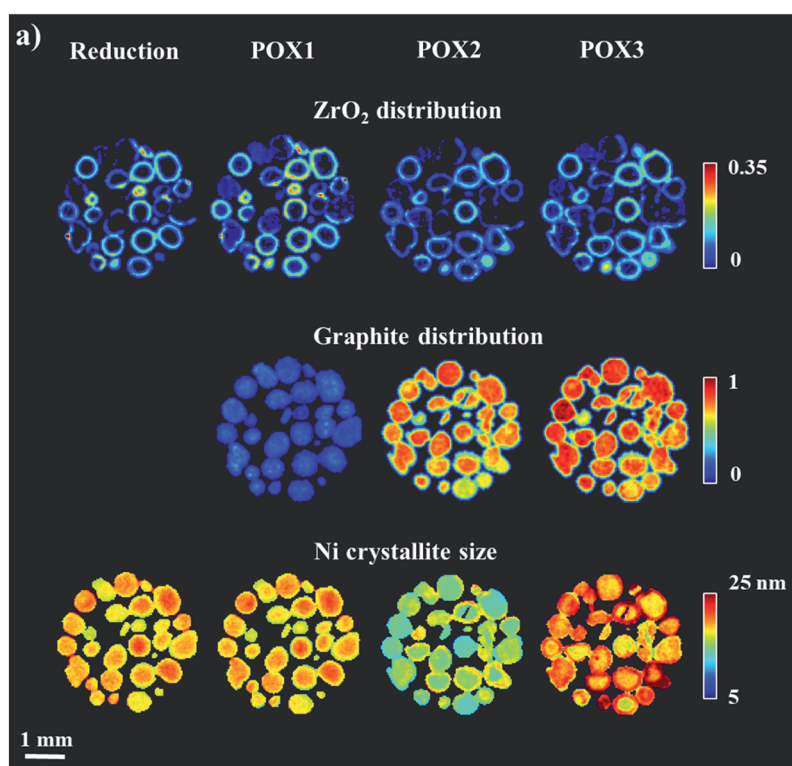 a)
Reduction POX1 POX2 POX3
ZrO₂ distribution
0.35
0
Graphite distribution
1
0
Ni crystallite size
25 nm
5
1 mm